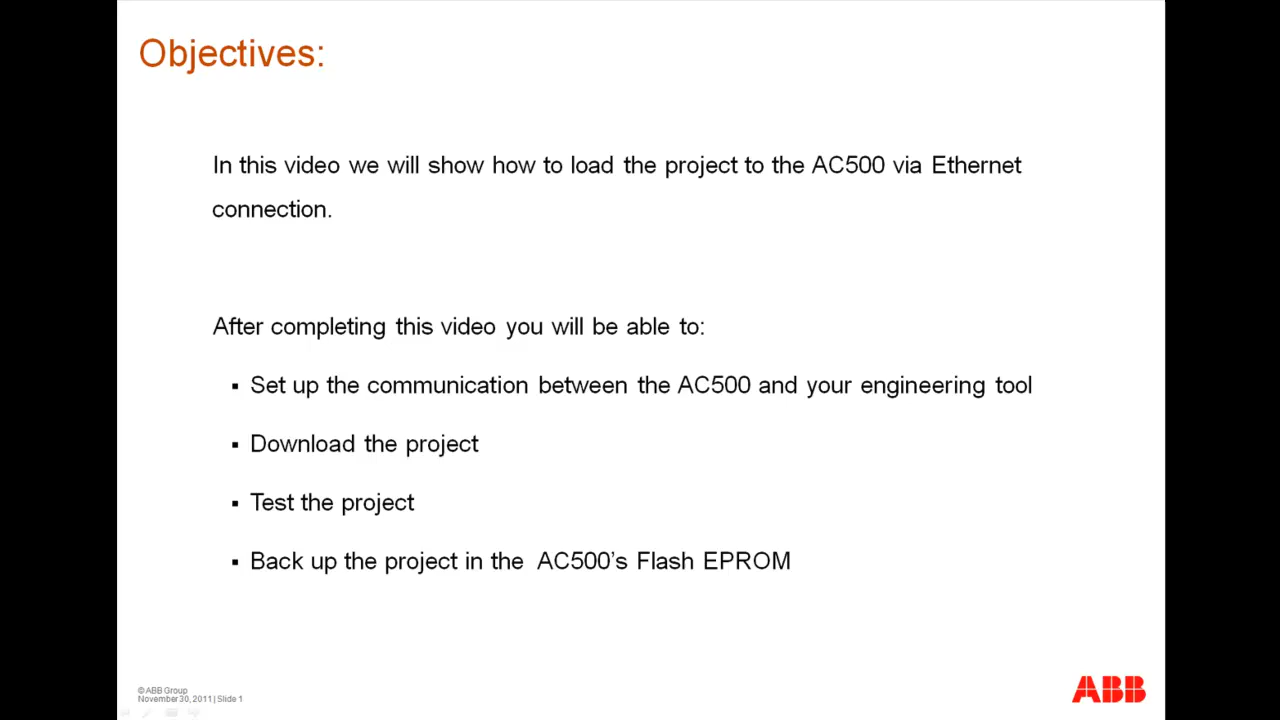 Objectives:
In this video we will show how to load the project to the AC500 via Ethernet
connection.
After completing this video you will be able to:
▪ Set up the communication between the AC500 and your engineering tool
▪ Download the project
▪ Test the project
▪ Back up the project in the AC500's Flash EPROM
© ABB Group
November 30, 2011 | Slide 1
ABB